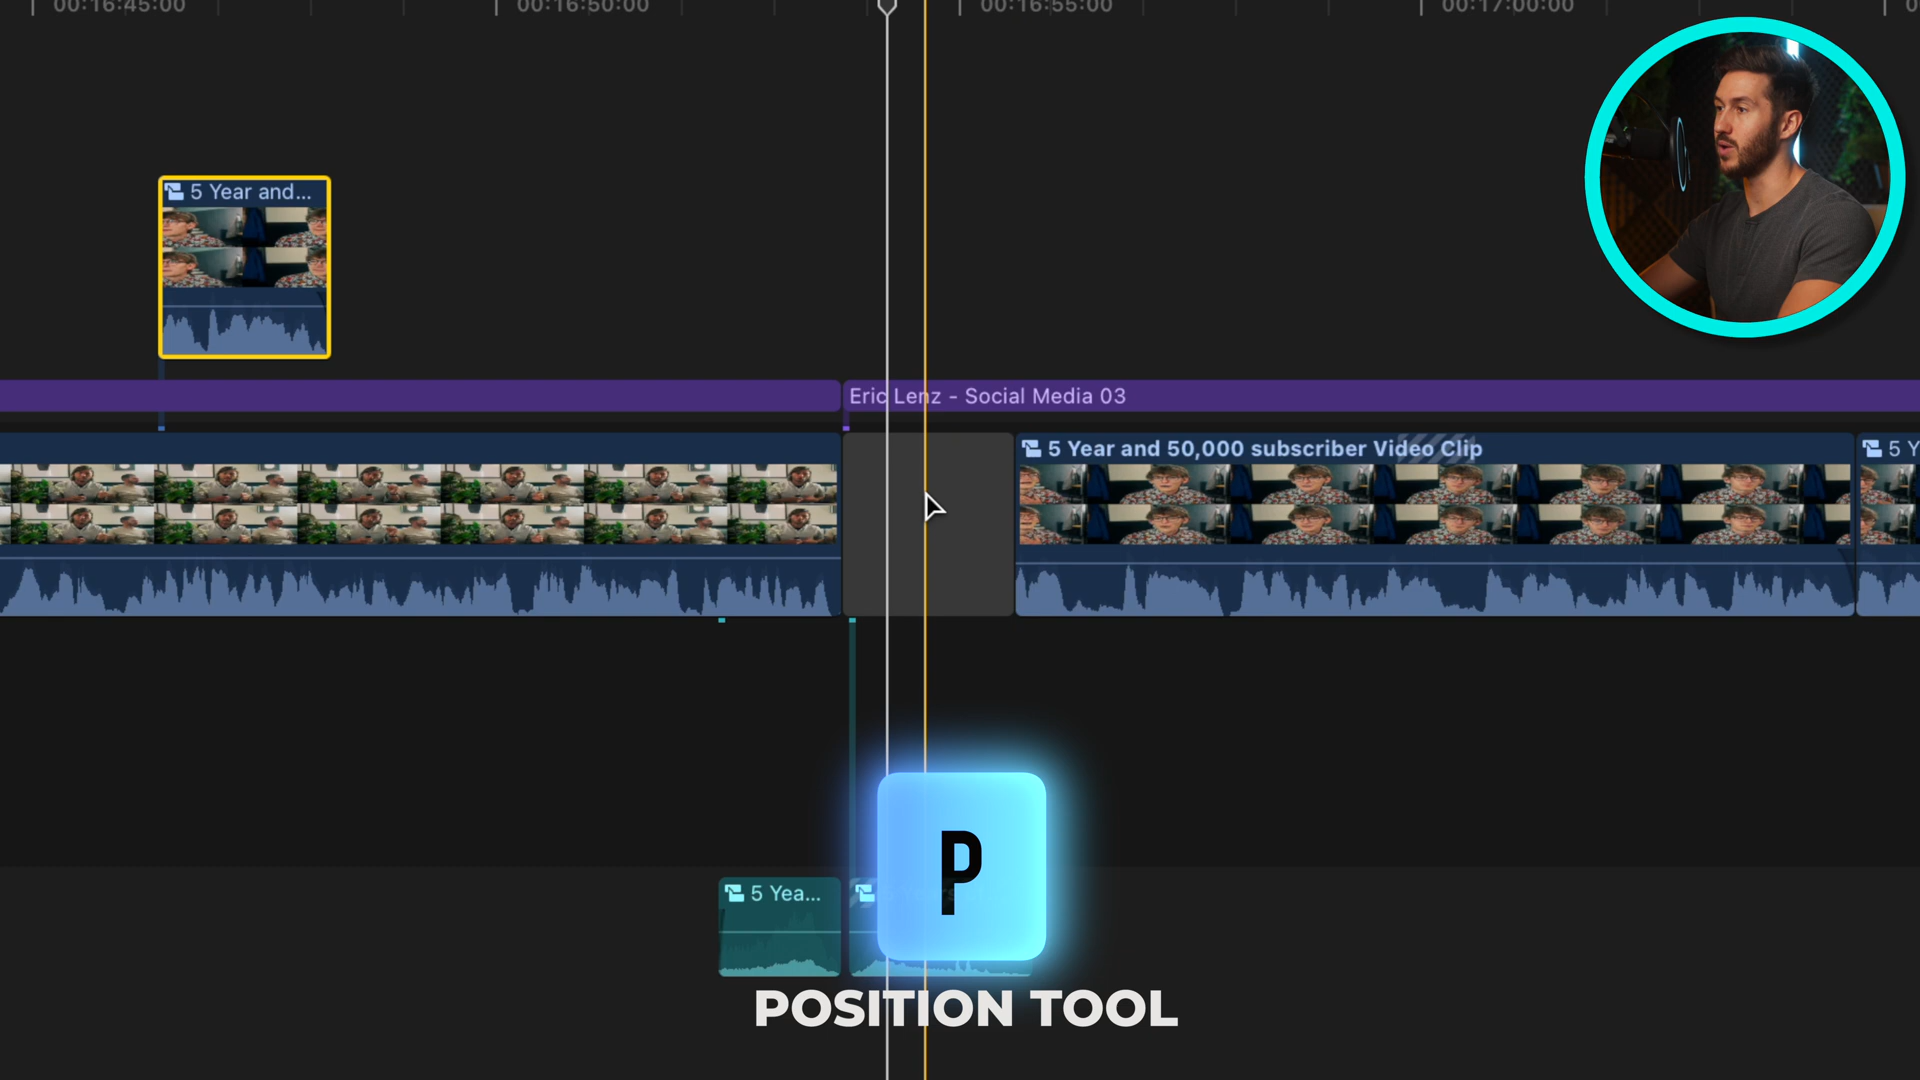 00:16:45:00
00:16:50:00
00:16:55:00
00:17:00:00
5 Year and...
Eric Lenz - Social Media 03
5 Year and 50,000 subscriber Video Clip
5 Y
5 Yea...
P
POSITION TOOL